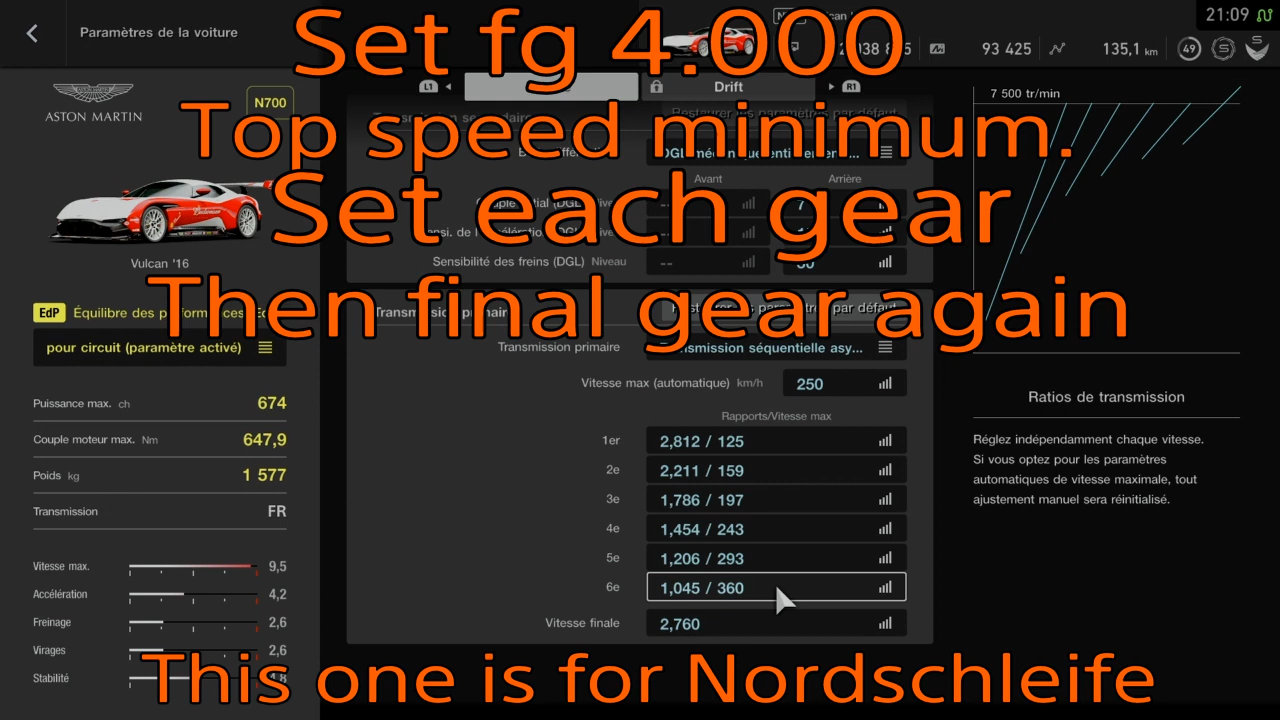 Set fg 4.000
Top speed minimum.
Set each gear
Then final gear again
This one is for Nordschleife
Paramètres de la voiture
93 425
135,1 km
49
21:09
L1
Drift
R1
ASTON MARTIN
N700
Vulcan '16
EdP
pour circuit (paramètre activé)
Puissance max. ch 674
Couple moteur max. Nm 647,9
Poids kg 1 577
Transmission FR
Vitesse max. 9,5
Accélération 4,2
Freinage 2,6
Virages 2,6
Stabilité
Avant Arrière
Sensibilité des freins (DGL) Niveau --
Transmission primaire
Vitesse max (automatique) km/h 250
Rapports/Vitesse max
1er 2,812 / 125
2e 2,211 / 159
3e 1,786 / 197
4e 1,454 / 243
5e 1,206 / 293
6e 1,045 / 360
Vitesse finale 2,760
7 500 tr/min
Ratios de transmission
Réglez indépendamment chaque vitesse.
Si vous optez pour les paramètres
automatiques de vitesse maximale, tout
ajustement manuel sera réinitialisé.